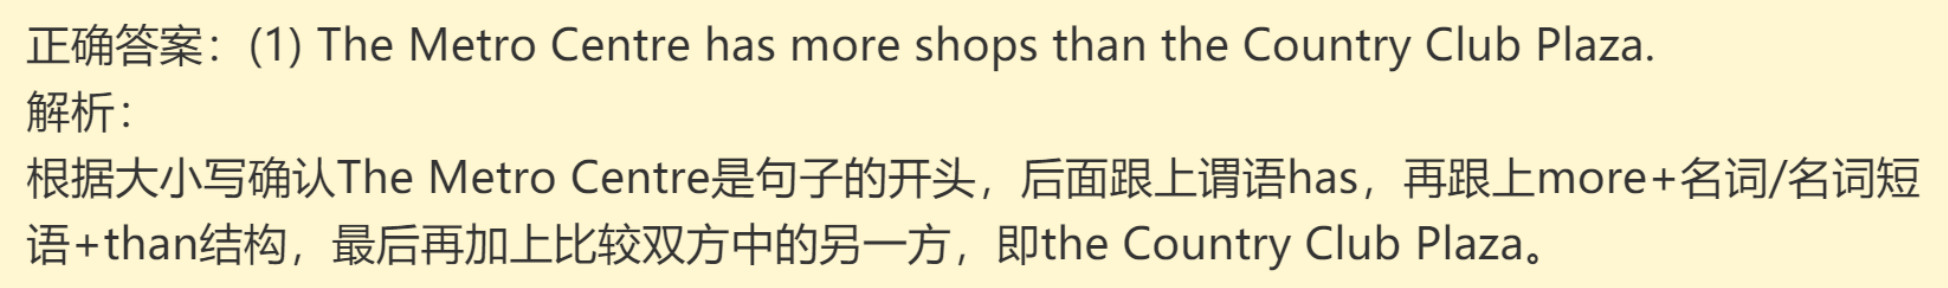 正确答案：(1) The Metro Centre has more shops than the Country Club Plaza.
解析：
根据大小写确认The Metro Centre是句子的开头，后面跟上谓语has，再跟上more+名词/名词短
语+than结构，最后再加上比较双方中的另一方，即the Country Club Plaza。